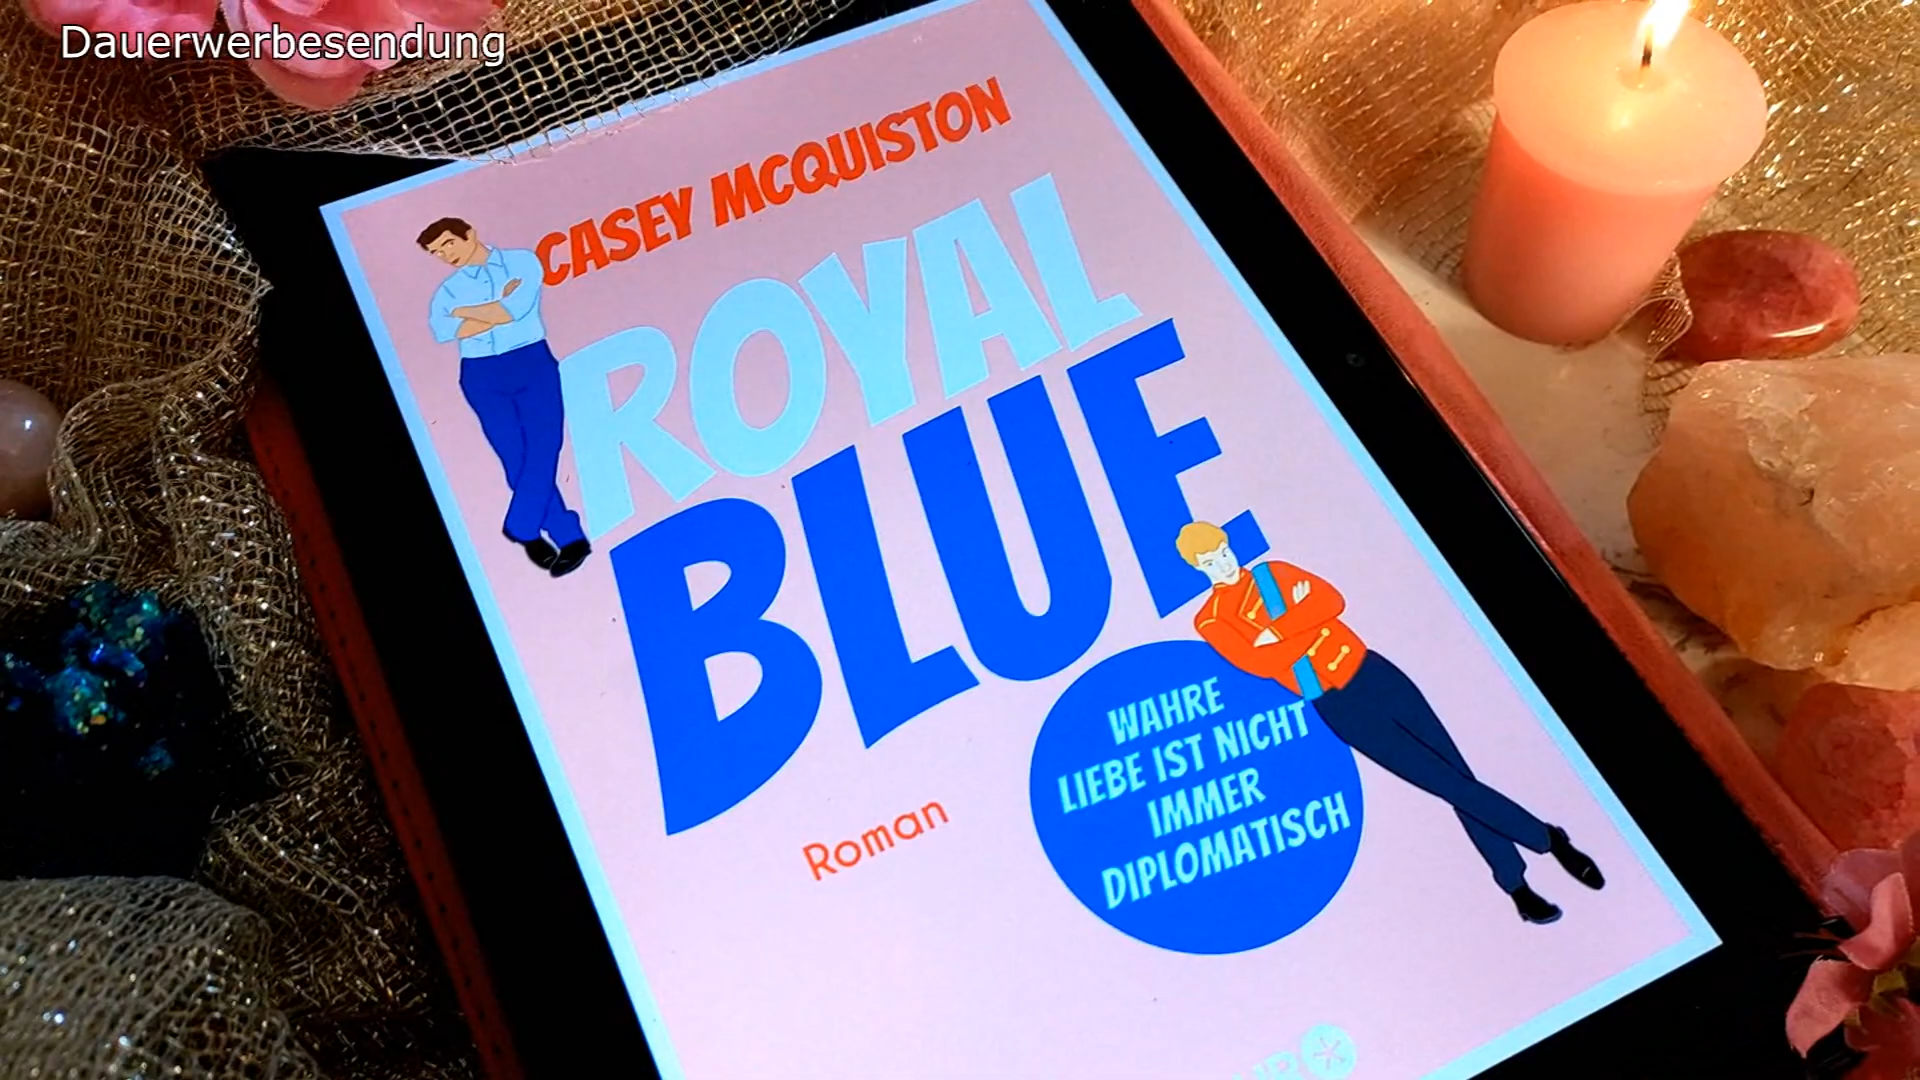 Dauerwerbesendung
CASEY MCQUISTON
ROYAL
BLUE
Roman
WAHRE
LIEBE IST NICHT
IMMER
DIPLOMATISCH